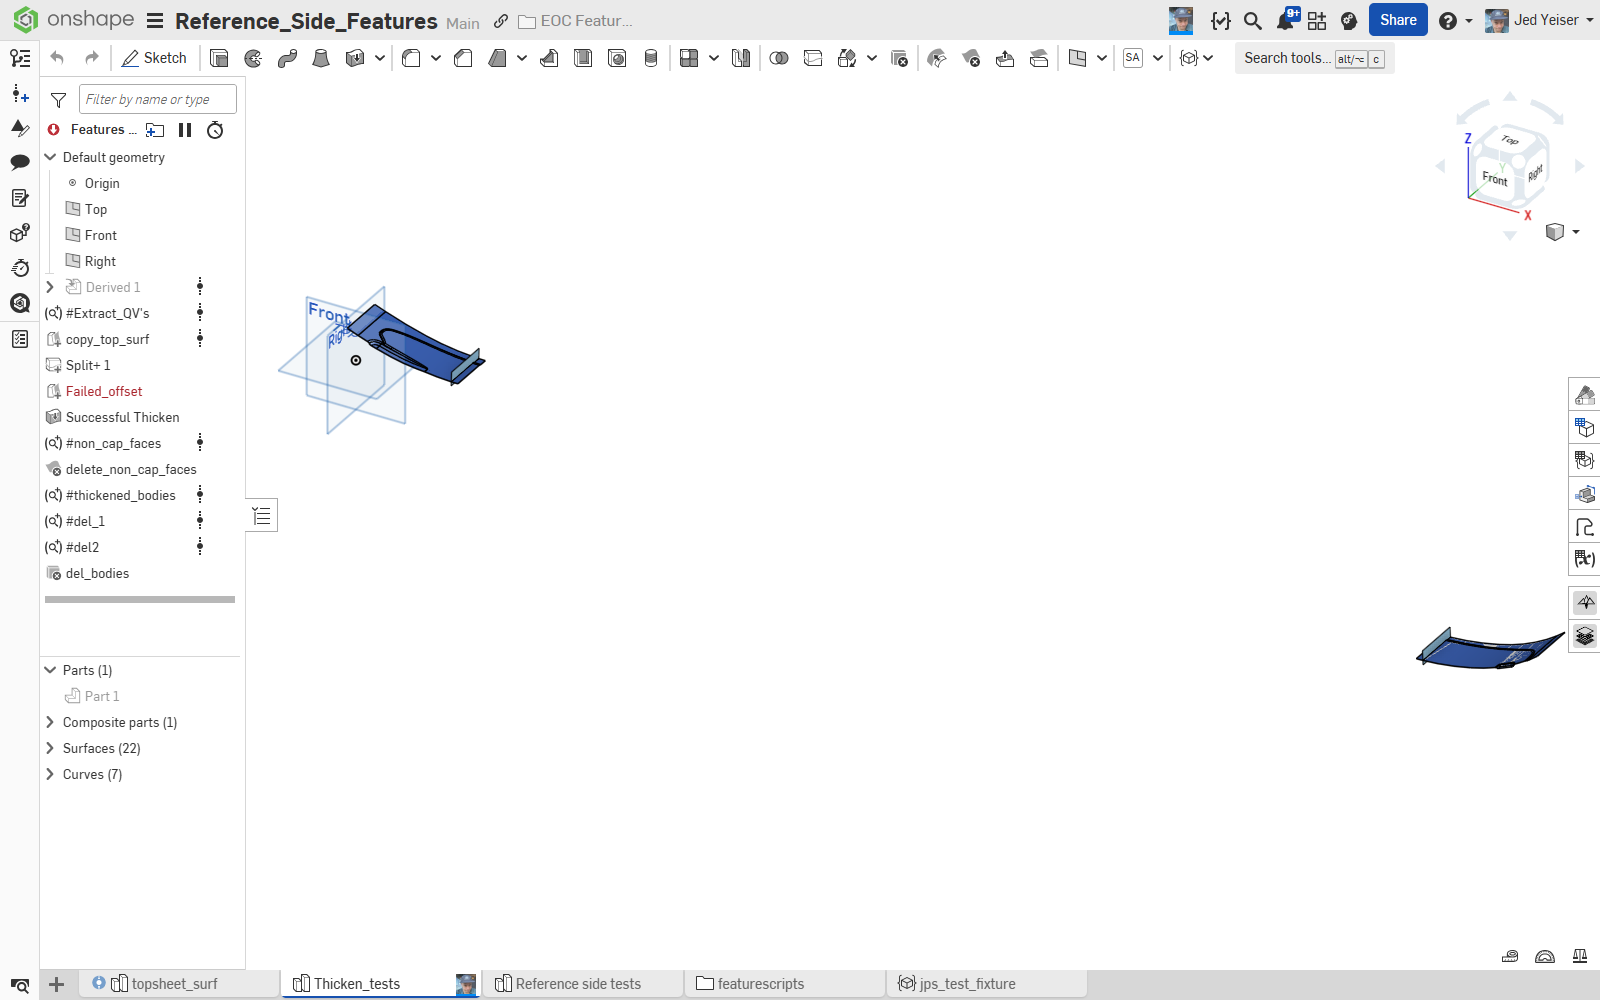 onshape Reference_Side_Features Main EOC Featur... 9+ Share Jed Yeiser
Sketch SA Search tools... alt/⌥ c
Filter by name or type
Features ...
Default geometry
Origin
Top
Front
Right
Derived 1
#Extract_QV's
copy_top_surf
Split+ 1
Failed_offset
Successful Thicken
#non_cap_faces
delete_non_cap_faces
#thickened_bodies
#del_1
#del2
del_bodies
Parts (1)
Part 1
Composite parts (1)
Surfaces (22)
Curves (7)
Front
Z
Top
Y
Front
Right
X
topsheet_surf Thicken_tests Reference side tests featurescripts jps_test_fixture